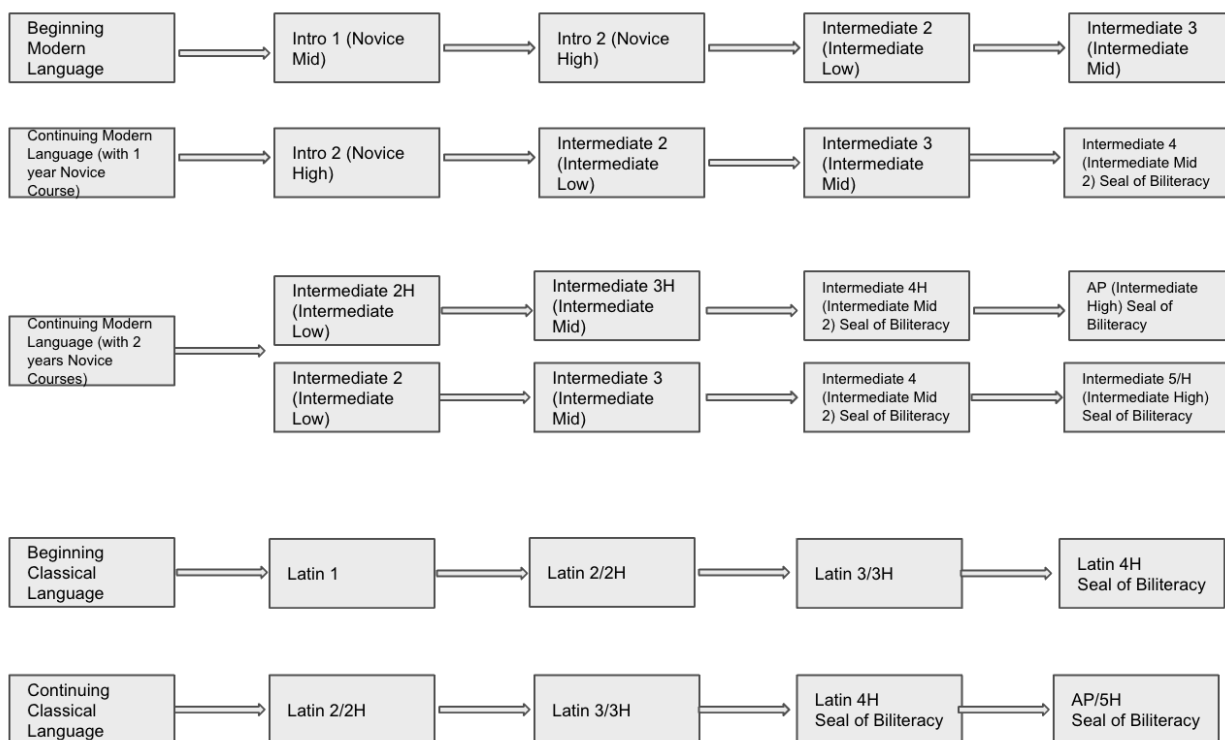 Beginning
Modern
Language
Intro 1 (Novice
Mid)
Intro 2 (Novice
High)
Intermediate 2
(Intermediate
Low)
Intermediate 3
(Intermediate
Mid)
Continuing Modern
Language (with 1
year Novice
Course)
Intro 2 (Novice
High)
Intermediate 2
(Intermediate
Low)
Intermediate 3
(Intermediate
Mid)
Intermediate 4
(Intermediate Mid
2) Seal of Biliteracy
Continuing Modern
Language (with 2
years Novice
Courses)
Intermediate 2H
(Intermediate
Low)
Intermediate 3H
(Intermediate
Mid)
Intermediate 4H
(Intermediate Mid
2) Seal of Biliteracy
AP (Intermediate
High) Seal of
Biliteracy
Intermediate 2
(Intermediate
Low)
Intermediate 3
(Intermediate
Mid)
Intermediate 4
(Intermediate Mid
2) Seal of Biliteracy
Intermediate 5/H
(Intermediate High)
Seal of Biliteracy
Beginning
Classical
Language
Latin 1
Latin 2/2H
Latin 3/3H
Latin 4H
Seal of Biliteracy
Continuing
Classical
Language
Latin 2/2H
Latin 3/3H
Latin 4H
Seal of Biliteracy
AP/5H
Seal of Biliteracy